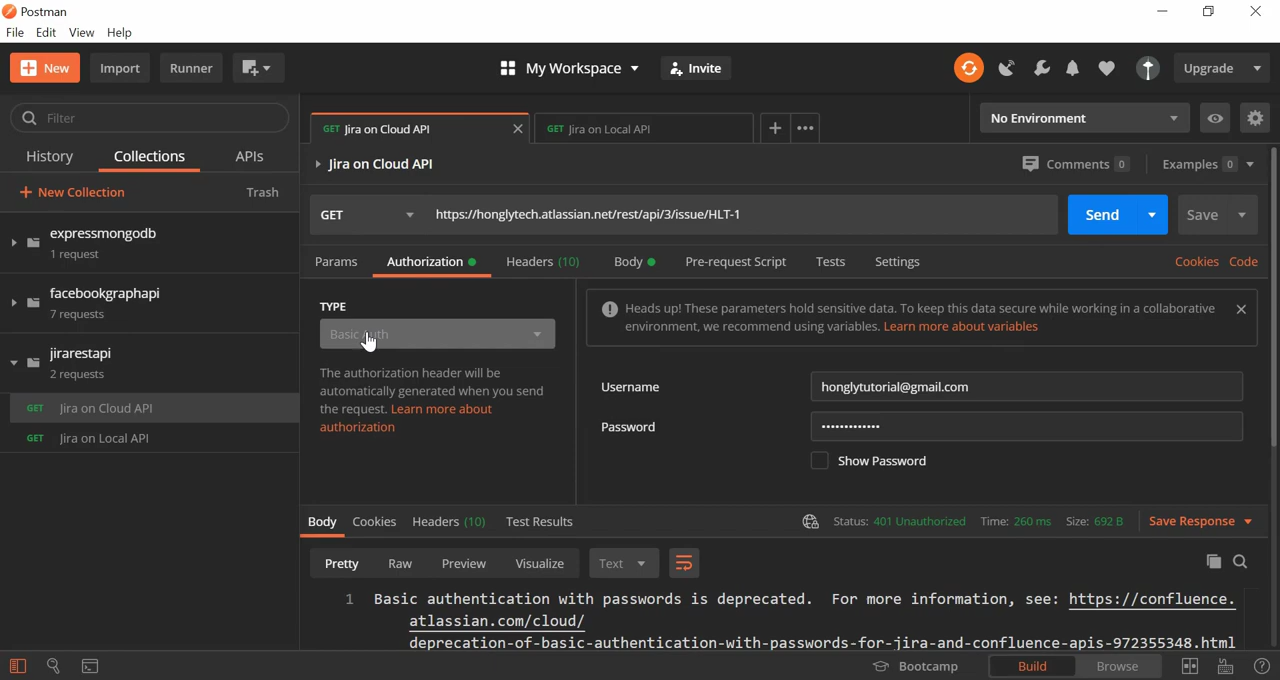 Postman
File Edit View Help
New Import Runner My Workspace Invite Upgrade
Filter
History Collections APIs
New Collection Trash
expressmongodb
1 request
facebookgraphapi
7 requests
jirarestapi
2 requests
GET Jira on Cloud API
GET Jira on Local API
GET Jira on Cloud API GET Jira on Local API
No Environment
Jira on Cloud API Comments 0 Examples 0
GET https://honglytech.atlassian.net/rest/api/3/issue/HLT-1 Send Save
Params Authorization Headers (10) Body Pre-request Script Tests Settings Cookies Code
TYPE
Basic Auth
The authorization header will be
automatically generated when you send
the request. Learn more about
authorization
Heads up! These parameters hold sensitive data. To keep this data secure while working in a collaborative
environment, we recommend using variables. Learn more about variables
Username honglytutorial@gmail.com
Password •••••••••••••
Show Password
Body Cookies Headers (10) Test Results Status: 401 Unauthorized Time: 260 ms Size: 692 B Save Response
Pretty Raw Preview Visualize Text
1 Basic authentication with passwords is deprecated. For more information, see: https://confluence.
atlassian.com/cloud/
deprecation-of-basic-authentication-with-passwords-for-jira-and-confluence-apis-972355348.html
Bootcamp Build Browse